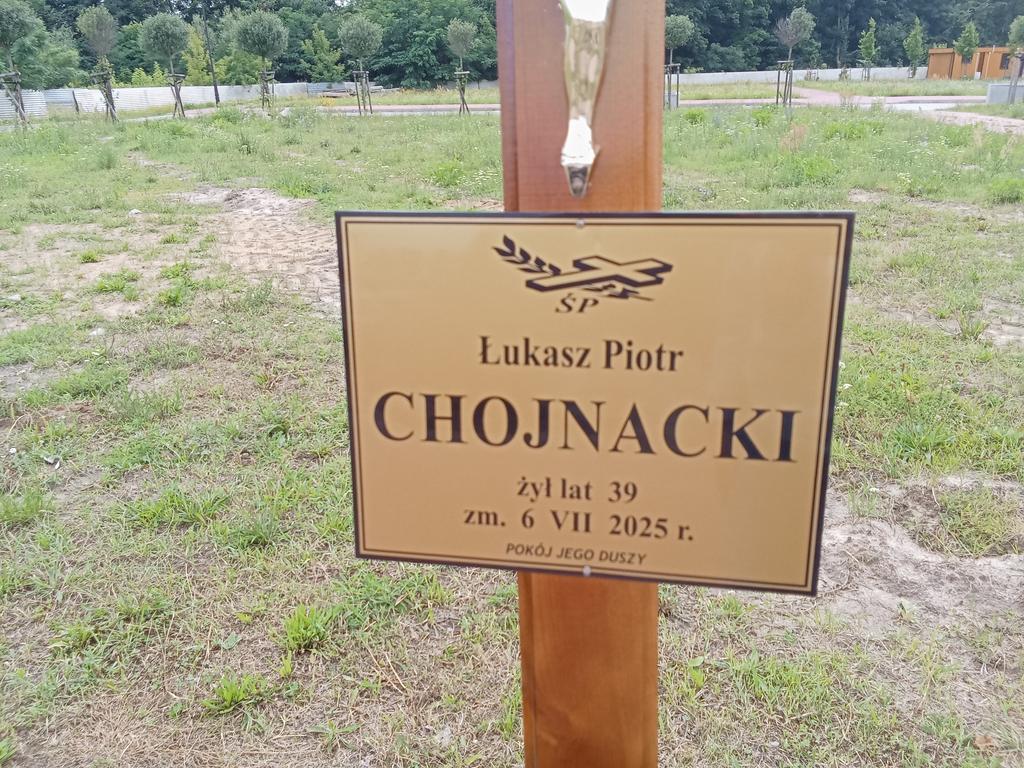 ŚP
Łukasz Piotr
CHOJNACKI
żył lat 39
zm. 6 VII 2025 r.
POKÓJ JEGO DUSZY